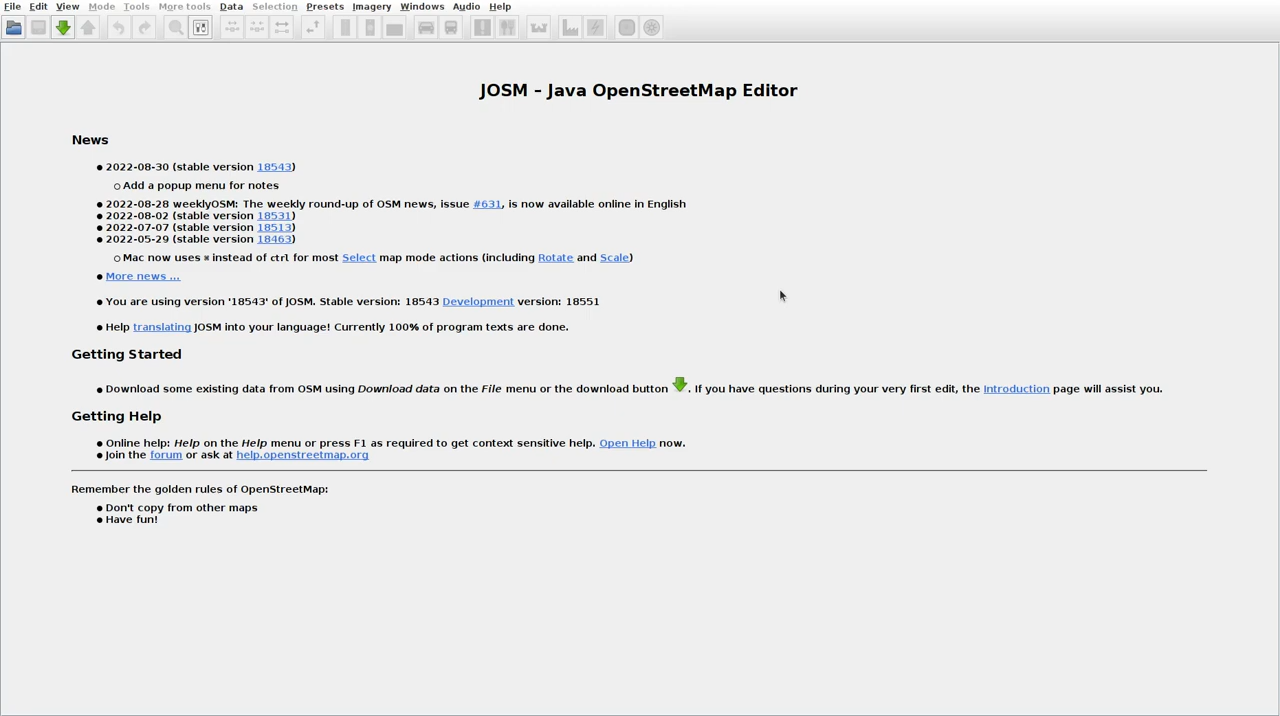 File Edit View Mode Tools More tools Data Selection Presets Imagery Windows Audio Help
JOSM – Java OpenStreetMap Editor
News
2022-08-30 (stable version 18543)
Add a popup menu for notes
2022-08-28 weeklyOSM: The weekly round-up of OSM news, issue #631, is now available online in English
2022-08-02 (stable version 18531)
2022-07-07 (stable version 18513)
2022-05-29 (stable version 18463)
Mac now uses ⌘ instead of ctrl for most Select map mode actions (including Rotate and Scale)
More news ...
You are using version '18543' of JOSM. Stable version: 18543 Development version: 18551
Help translating JOSM into your language! Currently 100% of program texts are done.
Getting Started
Download some existing data from OSM using Download data on the File menu or the download button . If you have questions during your very first edit, the Introduction page will assist you.
Getting Help
Online help: Help on the Help menu or press F1 as required to get context sensitive help. Open Help now.
Join the forum or ask at help.openstreetmap.org
Remember the golden rules of OpenStreetMap:
Don't copy from other maps
Have fun!